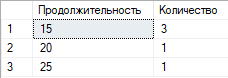 Продолжительность Количество
1 15 3
2 20 1
3 25 1